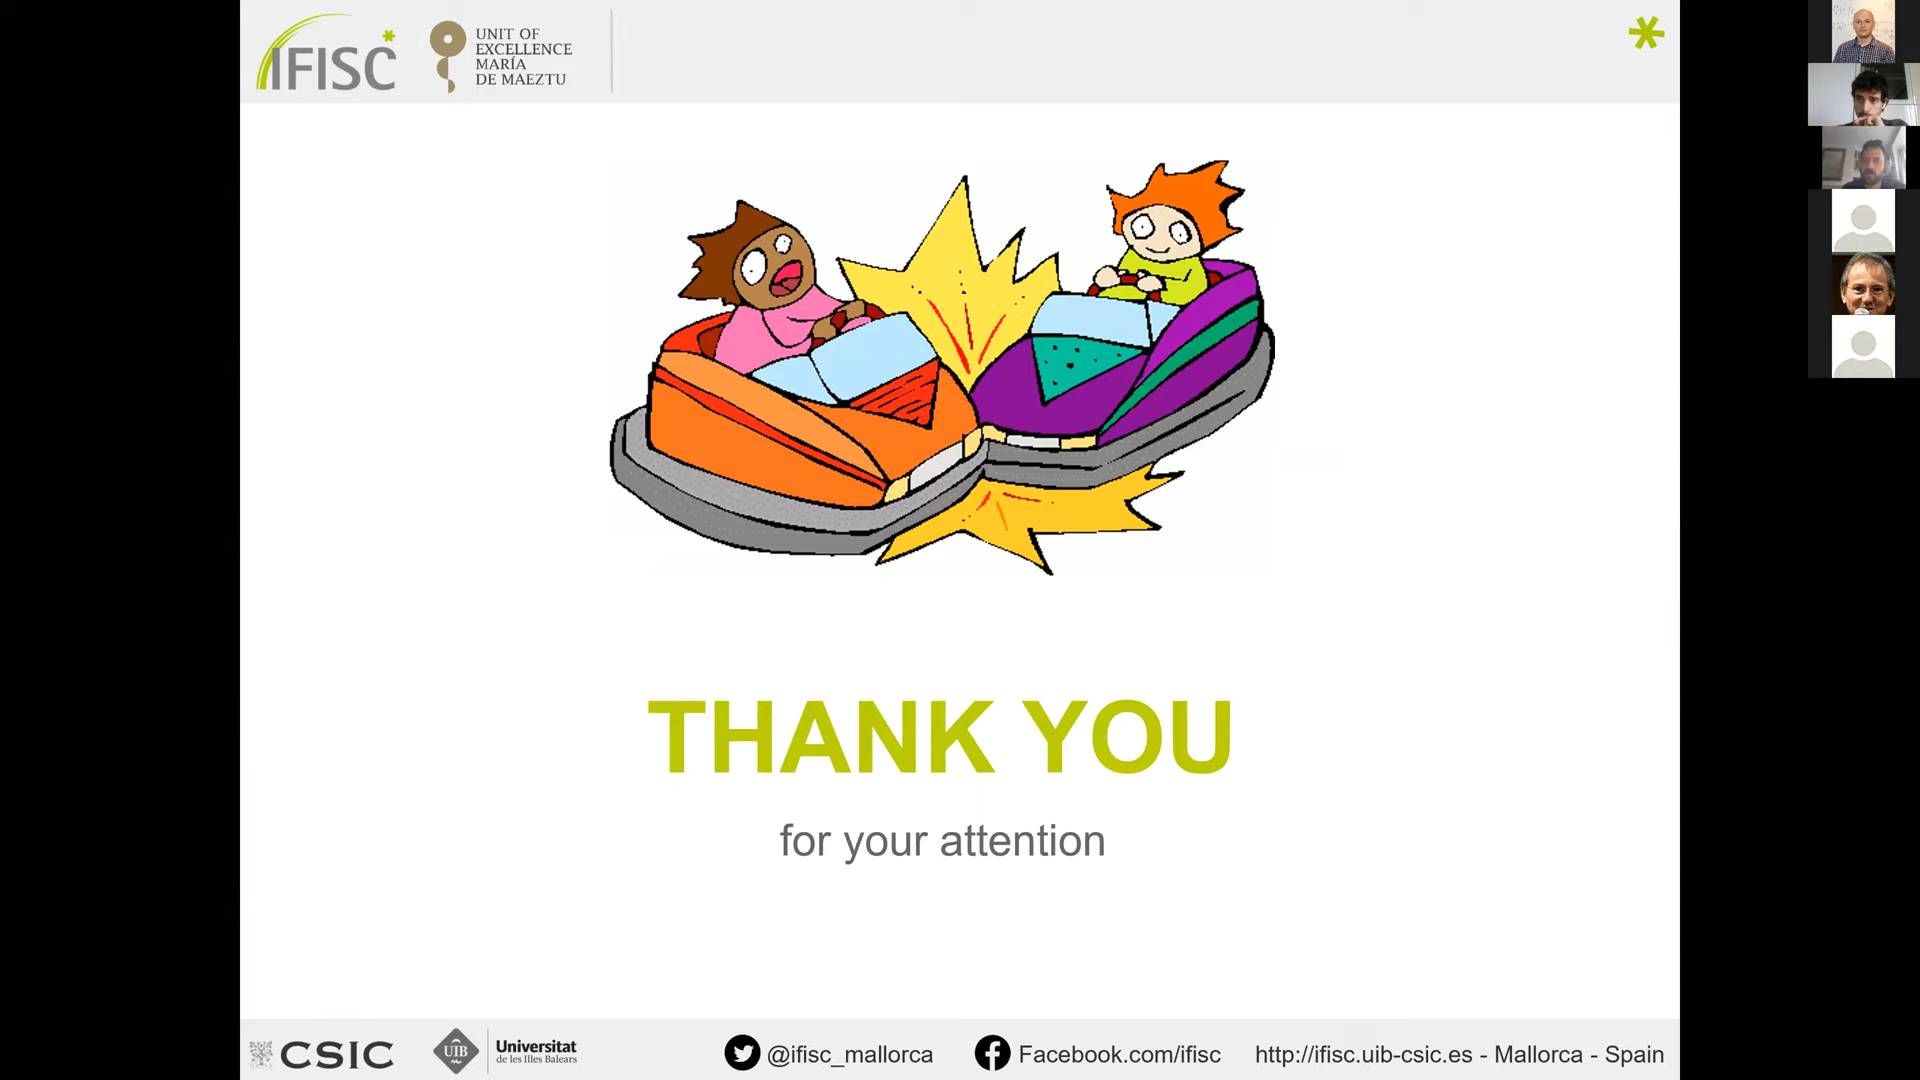 IFISC
UNIT OF
EXCELLENCE
MARÍA
DE MAEZTU
THANK YOU
for your attention
CSIC
UIB
Universitat
de les Illes Balears
@ifisc_mallorca
Facebook.com/ifisc
http://ifisc.uib-csic.es - Mallorca - Spain